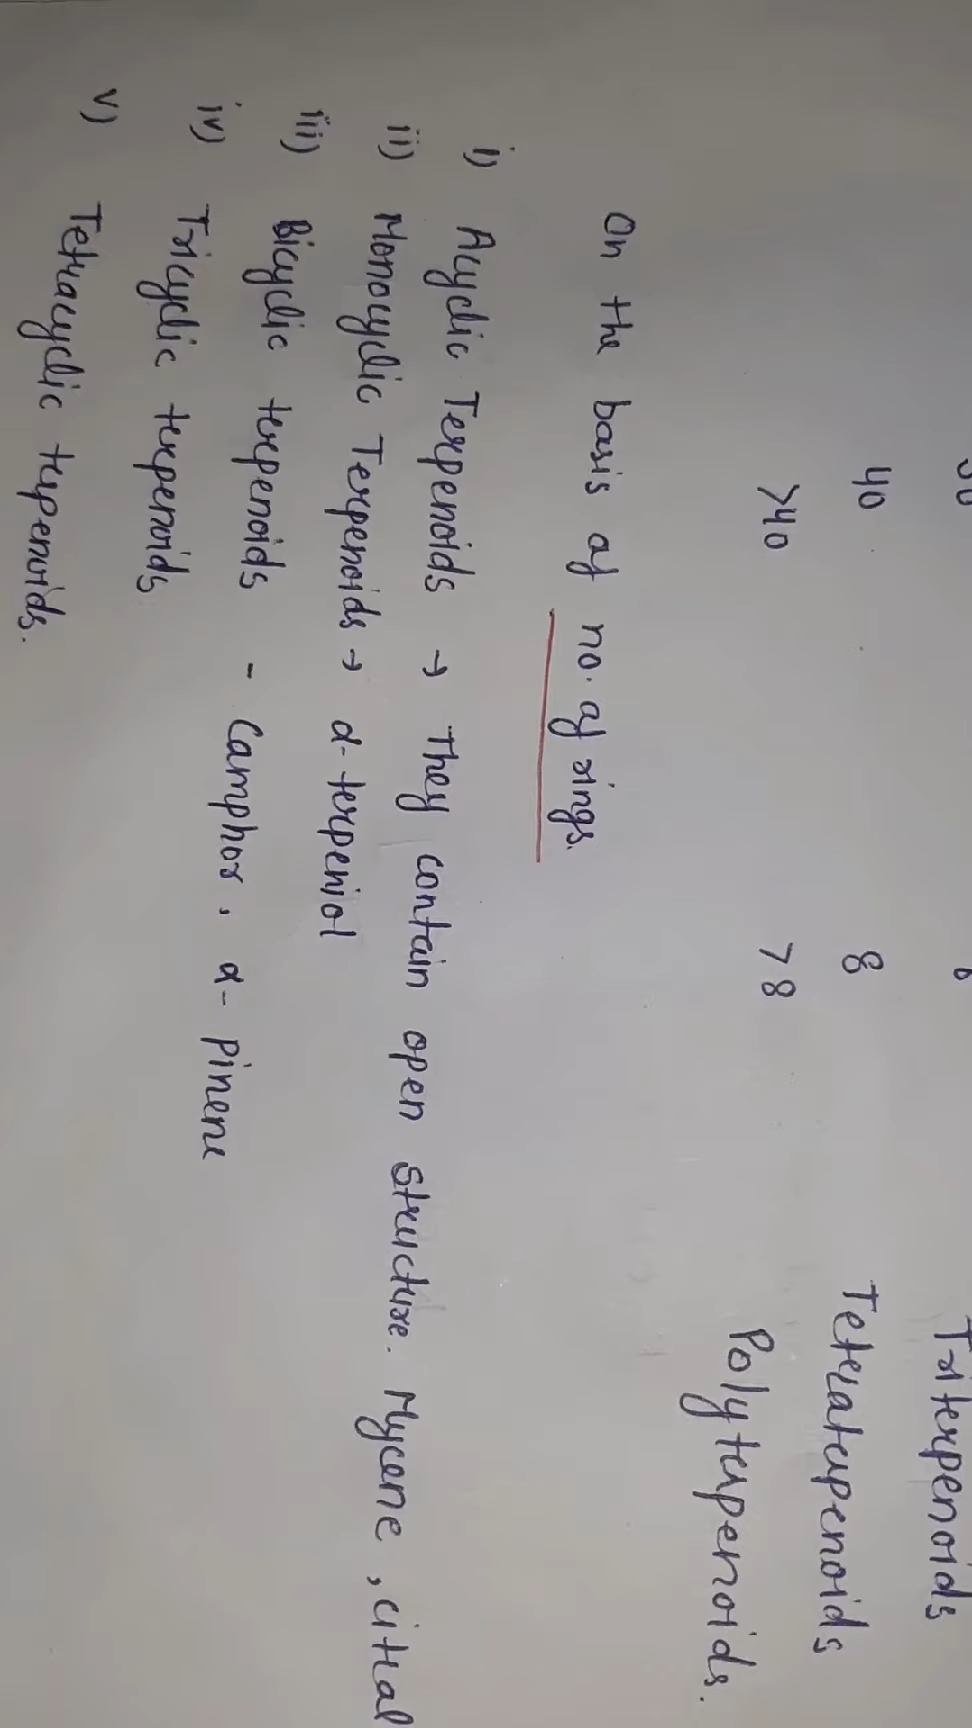 30 6 Triterpenoids
40 8 Tetraterpenoids
>40 >8 Polyterpenoids.
On the basis of no. of rings.
i) Acyclic Terpenoids → They contain open structure. Mycene, citral
ii) Monocyclic Terpenoids → α-terpeniol
iii) Bicyclic terpenoids - Camphor, α-Pinene
iv) Tricyclic terpenoids
v) Tetracyclic terpenoids.